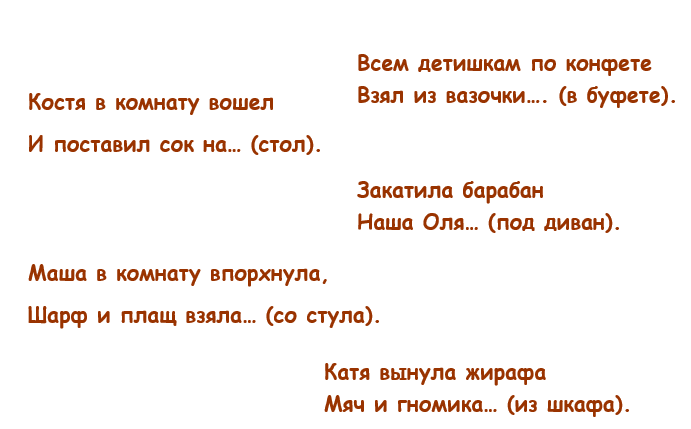 Всем детишкам по конфете
Взял из вазочки…. (в буфете).
Костя в комнату вошел
И поставил сок на… (стол).
Закатила барабан
Наша Оля… (под диван).
Маша в комнату впорхнула,
Шарф и плащ взяла… (со стула).
Катя вынула жирафа
Мяч и гномика… (из шкафа).